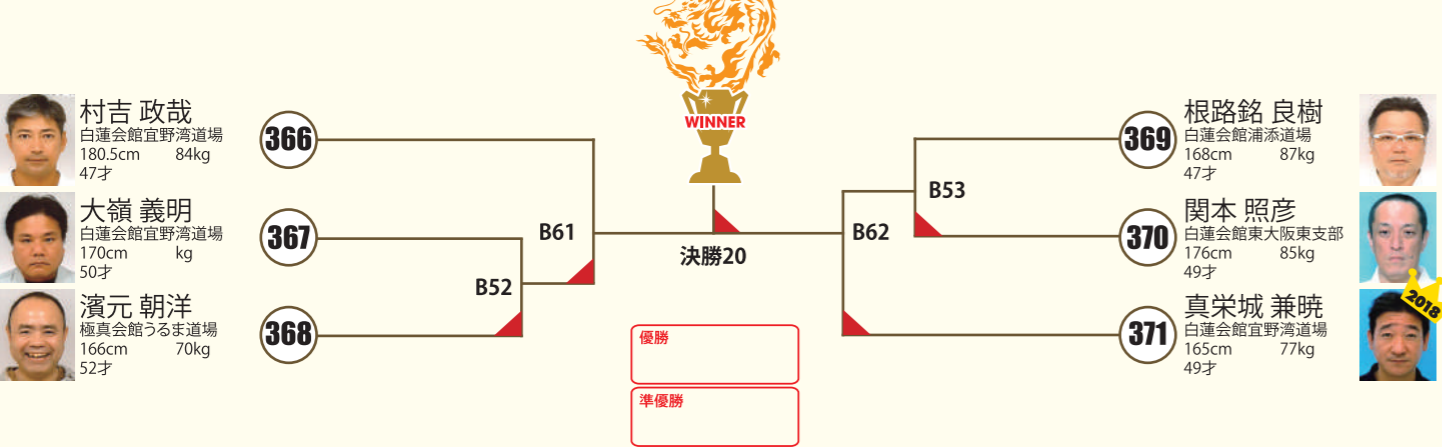 WINNER
村吉 政哉
白蓮会館宜野湾道場
180.5cm 84kg
47才
366
大嶺 義明
白蓮会館宜野湾道場
170cm kg
50才
367
濱元 朝洋
極真会館うるま道場
166cm 70kg
52才
368
B52
B61
決勝20
B62
B53
369
根路銘 良樹
白蓮会館浦添道場
168cm 87kg
47才
370
関本 照彦
白蓮会館東大阪東支部
176cm 85kg
49才
371
真栄城 兼暁
白蓮会館宜野湾道場
165cm 77kg
49才
2018
優勝
準優勝